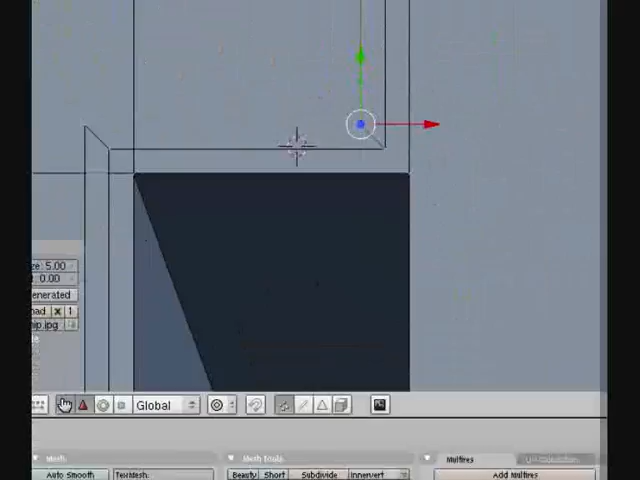 ze: 5.00
t: 0.00
enerated
oad x 1
hip.jpg
Global
Mesh
Mesh Tools
Multires
Auto Smooth
TexMesh:
Beauty
Short
Subdivide
Innervert
Add Multires